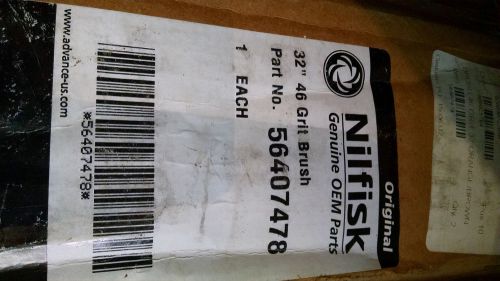 Original
Nilfisk
Genuine OEM Parts
32" 46 Grit Brush
Part No. 56407478
1 EACH
*56407478*
www.advance-us.com